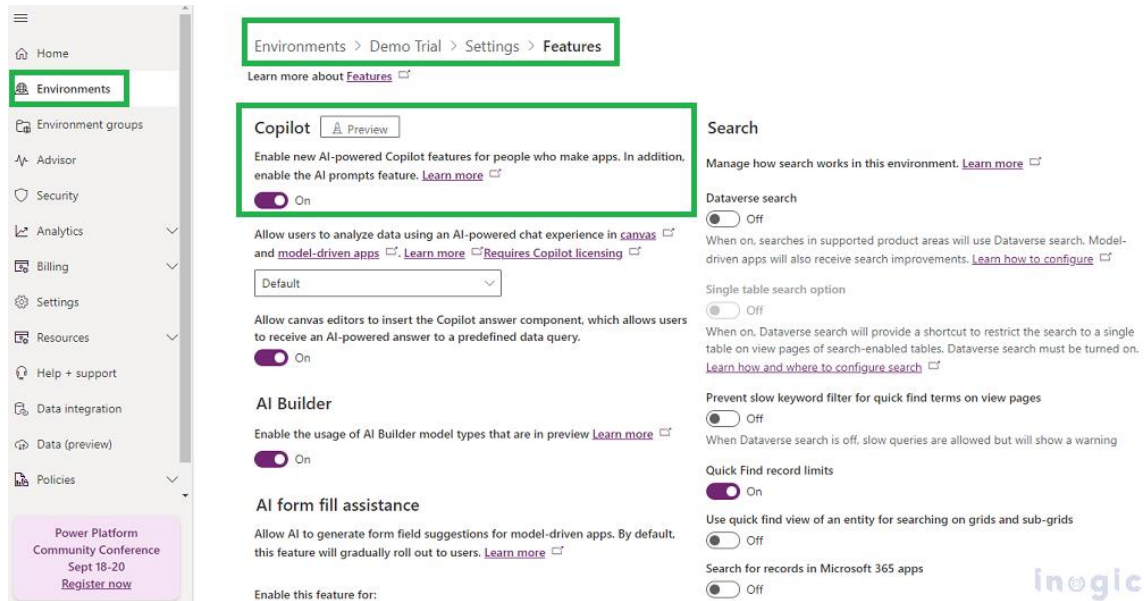 Home
Environments
Environment groups
Advisor
Security
Analytics
Billing
Settings
Resources
Help + support
Data integration
Data (preview)
Policies
Power Platform
Community Conference
Sept 18-20
Register now
Environments > Demo Trial > Settings > Features
Learn more about Features
Copilot Preview
Enable new AI-powered Copilot features for people who make apps. In addition,
enable the AI prompts feature. Learn more
On
Allow users to analyze data using an AI-powered chat experience in canvas
and model-driven apps . Learn more Requires Copilot licensing
Default
Allow canvas editors to insert the Copilot answer component, which allows users
to receive an AI-powered answer to a predefined data query.
On
AI Builder
Enable the usage of AI Builder model types that are in preview Learn more
On
AI form fill assistance
Allow AI to generate form field suggestions for model-driven apps. By default,
this feature will gradually roll out to users. Learn more
Enable this feature for:
Search
Manage how search works in this environment. Learn more
Dataverse search
Off
When on, searches in supported product areas will use Dataverse search. Model-
driven apps will also receive search improvements. Learn how to configure
Single table search option
Off
When on, Dataverse search will provide a shortcut to restrict the search to a single
table on view pages of search-enabled tables. Dataverse search must be turned on.
Learn how and where to configure search
Prevent slow keyword filter for quick find terms on view pages
Off
When Dataverse search is off, slow queries are allowed but will show a warning
Quick Find record limits
On
Use quick find view of an entity for searching on grids and sub-grids
Off
Search for records in Microsoft 365 apps
Off
inogic